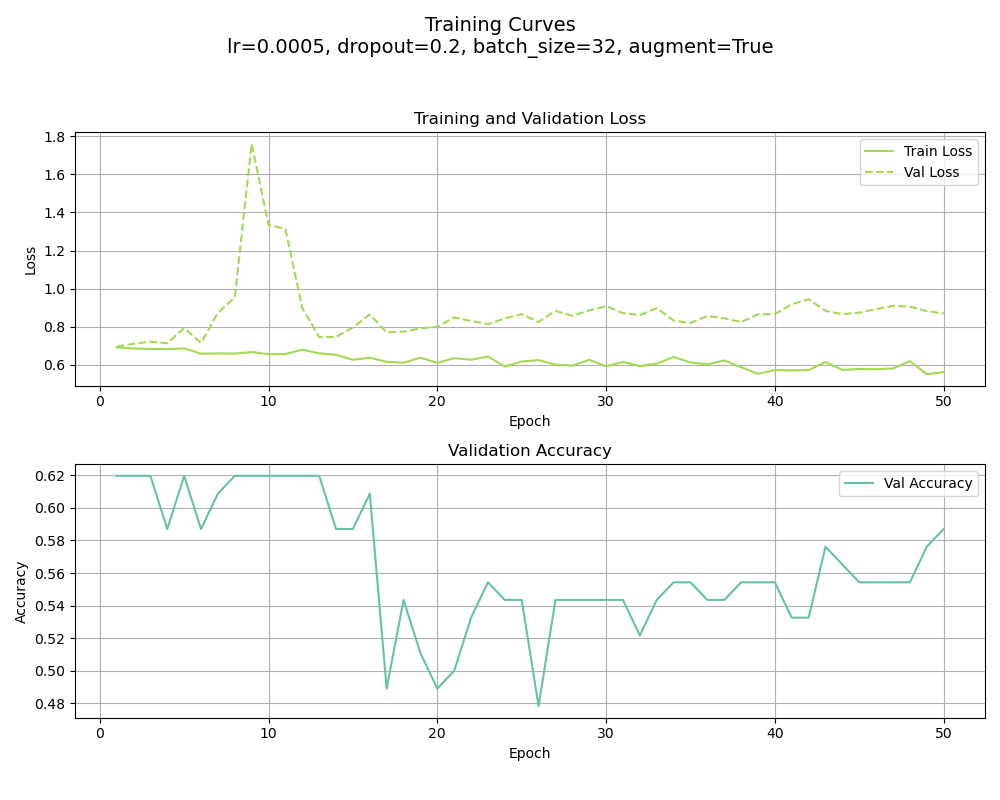 Training Curves
lr=0.0005, dropout=0.2, batch_size=32, augment=True
Training and Validation Loss
1.8
1.6
1.4
1.2
1.0
0.8
0.6
Loss
Train Loss
Val Loss
0 10 20 30 40 50
Epoch
Validation Accuracy
0.62
0.60
0.58
0.56
0.54
0.52
0.50
0.48
Accuracy
Val Accuracy
0 10 20 30 40 50
Epoch